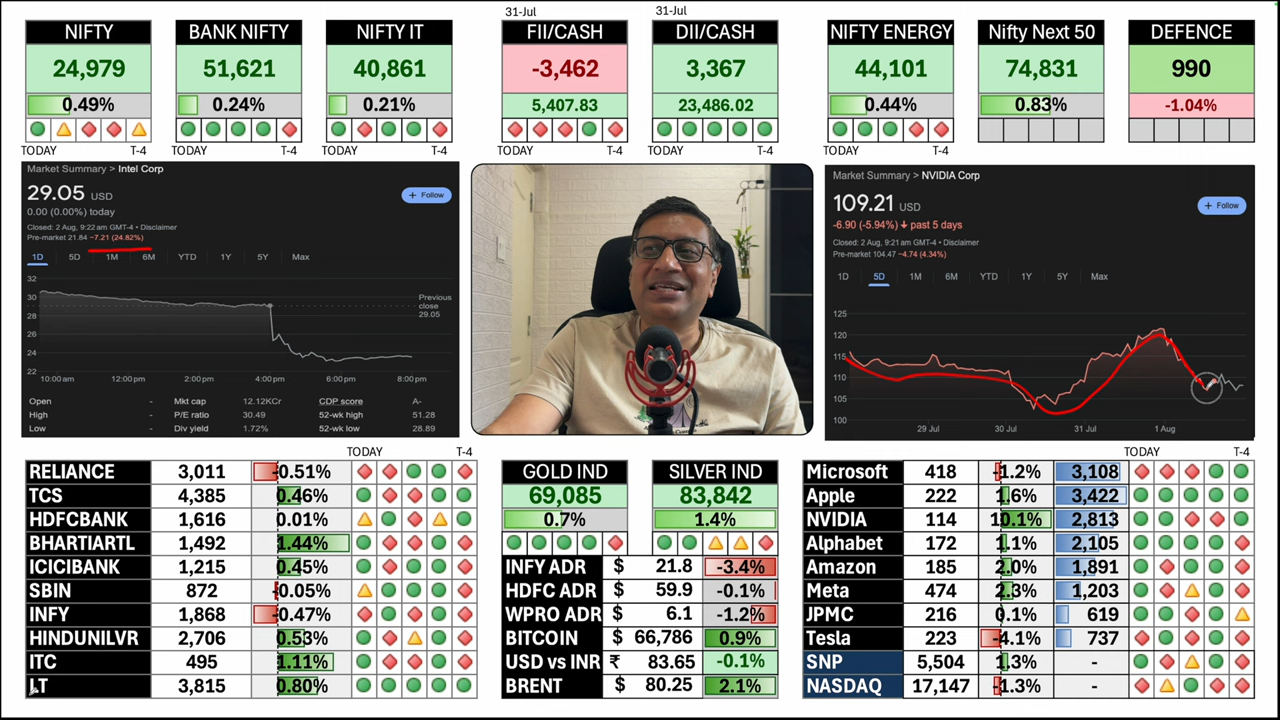 31-Jul
31-Jul
NIFTY
BANK NIFTY
NIFTY IT
FII/CASH
DII/CASH
NIFTY ENERGY
Nifty Next 50
DEFENCE
24,979
51,621
40,861
-3,462
3,367
44,101
74,831
990
0.49%
0.24%
0.21%
5,407.83
23,486.02
0.44%
0.83%
-1.04%
TODAY T-4
TODAY T-4
TODAY T-4
TODAY T-4
TODAY T-4
TODAY T-4
Market Summary > Intel Corp
29.05 USD
+ Follow
0.00 (0.00%) today
Closed: 2 Aug, 9:22 am GMT-4 • Disclaimer
Pre-market 21.84 −7.21 (24.82%)
1D 5D 1M 6M YTD 1Y 5Y Max
32
30
28
26
24
22
Previous
close
29.05
10:00 am 12:00 pm 2:00 pm 4:00 pm 6:00 pm 8:00 pm
Open - Mkt cap 12.12KCr CDP score A-
High - P/E ratio 30.49 52-wk high 51.28
Low - Div yield 1.72% 52-wk low 28.89
Market Summary > NVIDIA Corp
109.21 USD
+ Follow
-6.90 (-5.94%) ↓ past 5 days
Closed: 2 Aug, 9:21 am GMT-4 • Disclaimer
Pre-market 104.47 −4.74 (4.34%)
1D 5D 1M 6M YTD 1Y 5Y Max
125
120
115
110
105
100
29 Jul 30 Jul 31 Jul 1 Aug
TODAY T-4
RELIANCE 3,011 -0.51%
TCS 4,385 0.46%
HDFCBANK 1,616 0.01%
BHARTIARTL 1,492 1.44%
ICICIBANK 1,215 0.45%
SBIN 872 -0.05%
INFY 1,868 -0.47%
HINDUNILVR 2,706 0.53%
ITC 495 1.11%
LT 3,815 0.80%
GOLD IND SILVER IND
69,085 83,842
0.7% 1.4%
INFY ADR $ 21.8 -3.4%
HDFC ADR $ 59.9 -0.1%
WPRO ADR $ 6.1 -1.2%
BITCOIN $ 66,786 0.9%
USD vs INR ₹ 83.65 -0.1%
BRENT $ 80.25 2.1%
TODAY T-4
Microsoft 418 -1.2% 3,108
Apple 222 1.6% 3,422
NVIDIA 114 10.1% 2,813
Alphabet 172 1.1% 2,105
Amazon 185 2.0% 1,891
Meta 474 2.3% 1,203
JPMC 216 0.1% 619
Tesla 223 -4.1% 737
SNP 5,504 1.3% -
NASDAQ 17,147 -1.3% -